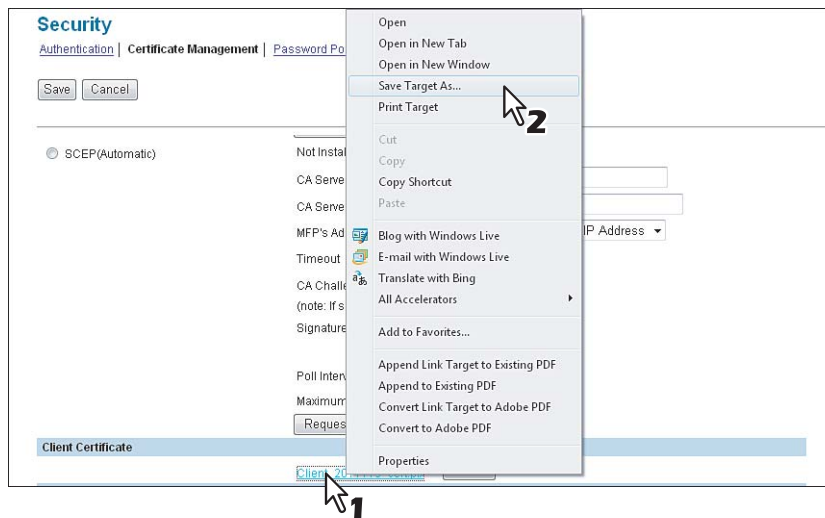 Security
Authentication | Certificate Management | Password Po
Save Cancel
SCEP(Automatic)
Not Instal
CA Serve
CA Serve
MFP's Ad
IP Address
Timeout
CA Challe
(note: If s
Signature
Poll Interv
Maximum
Reques
Client Certificate
Client_20
1
Open
Open in New Tab
Open in New Window
Save Target As...
2
Print Target
Cut
Copy
Copy Shortcut
Paste
Blog with Windows Live
E-mail with Windows Live
Translate with Bing
All Accelerators
Add to Favorites...
Append Link Target to Existing PDF
Append to Existing PDF
Convert Link Target to Adobe PDF
Convert to Adobe PDF
Properties